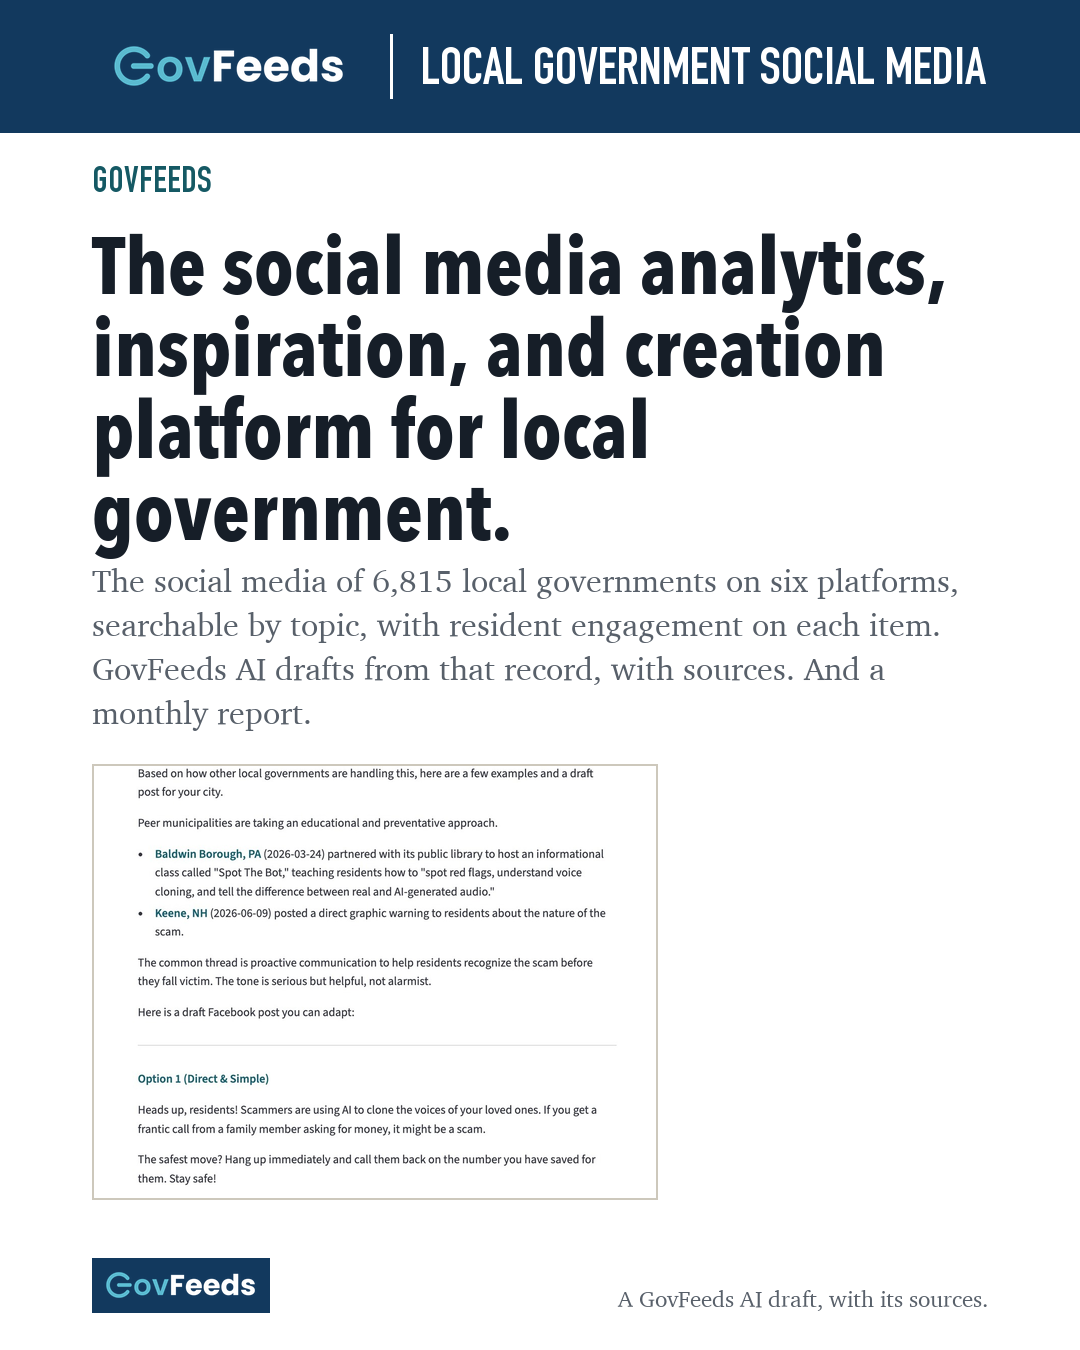 GovFeeds | LOCAL GOVERNMENT SOCIAL MEDIA
GOVFEEDS
The social media analytics,
inspiration, and creation
platform for local
government.
The social media of 6,815 local governments on six platforms,
searchable by topic, with resident engagement on each item.
GovFeeds AI drafts from that record, with sources. And a
monthly report.
Based on how other local governments are handling this, here are a few examples and a draft
post for your city.
Peer municipalities are taking an educational and preventative approach.
• Baldwin Borough, PA (2026-03-24) partnered with its public library to host an informational
class called "Spot The Bot," teaching residents how to "spot red flags, understand voice
cloning, and tell the difference between real and AI-generated audio."
• Keene, NH (2026-06-09) posted a direct graphic warning to residents about the nature of the
scam.
The common thread is proactive communication to help residents recognize the scam before
they fall victim. The tone is serious but helpful, not alarmist.
Here is a draft Facebook post you can adapt:
Option 1 (Direct & Simple)
Heads up, residents! Scammers are using AI to clone the voices of your loved ones. If you get a
frantic call from a family member asking for money, it might be a scam.
The safest move? Hang up immediately and call them back on the number you have saved for
them. Stay safe!
GovFeeds
A GovFeeds AI draft, with its sources.